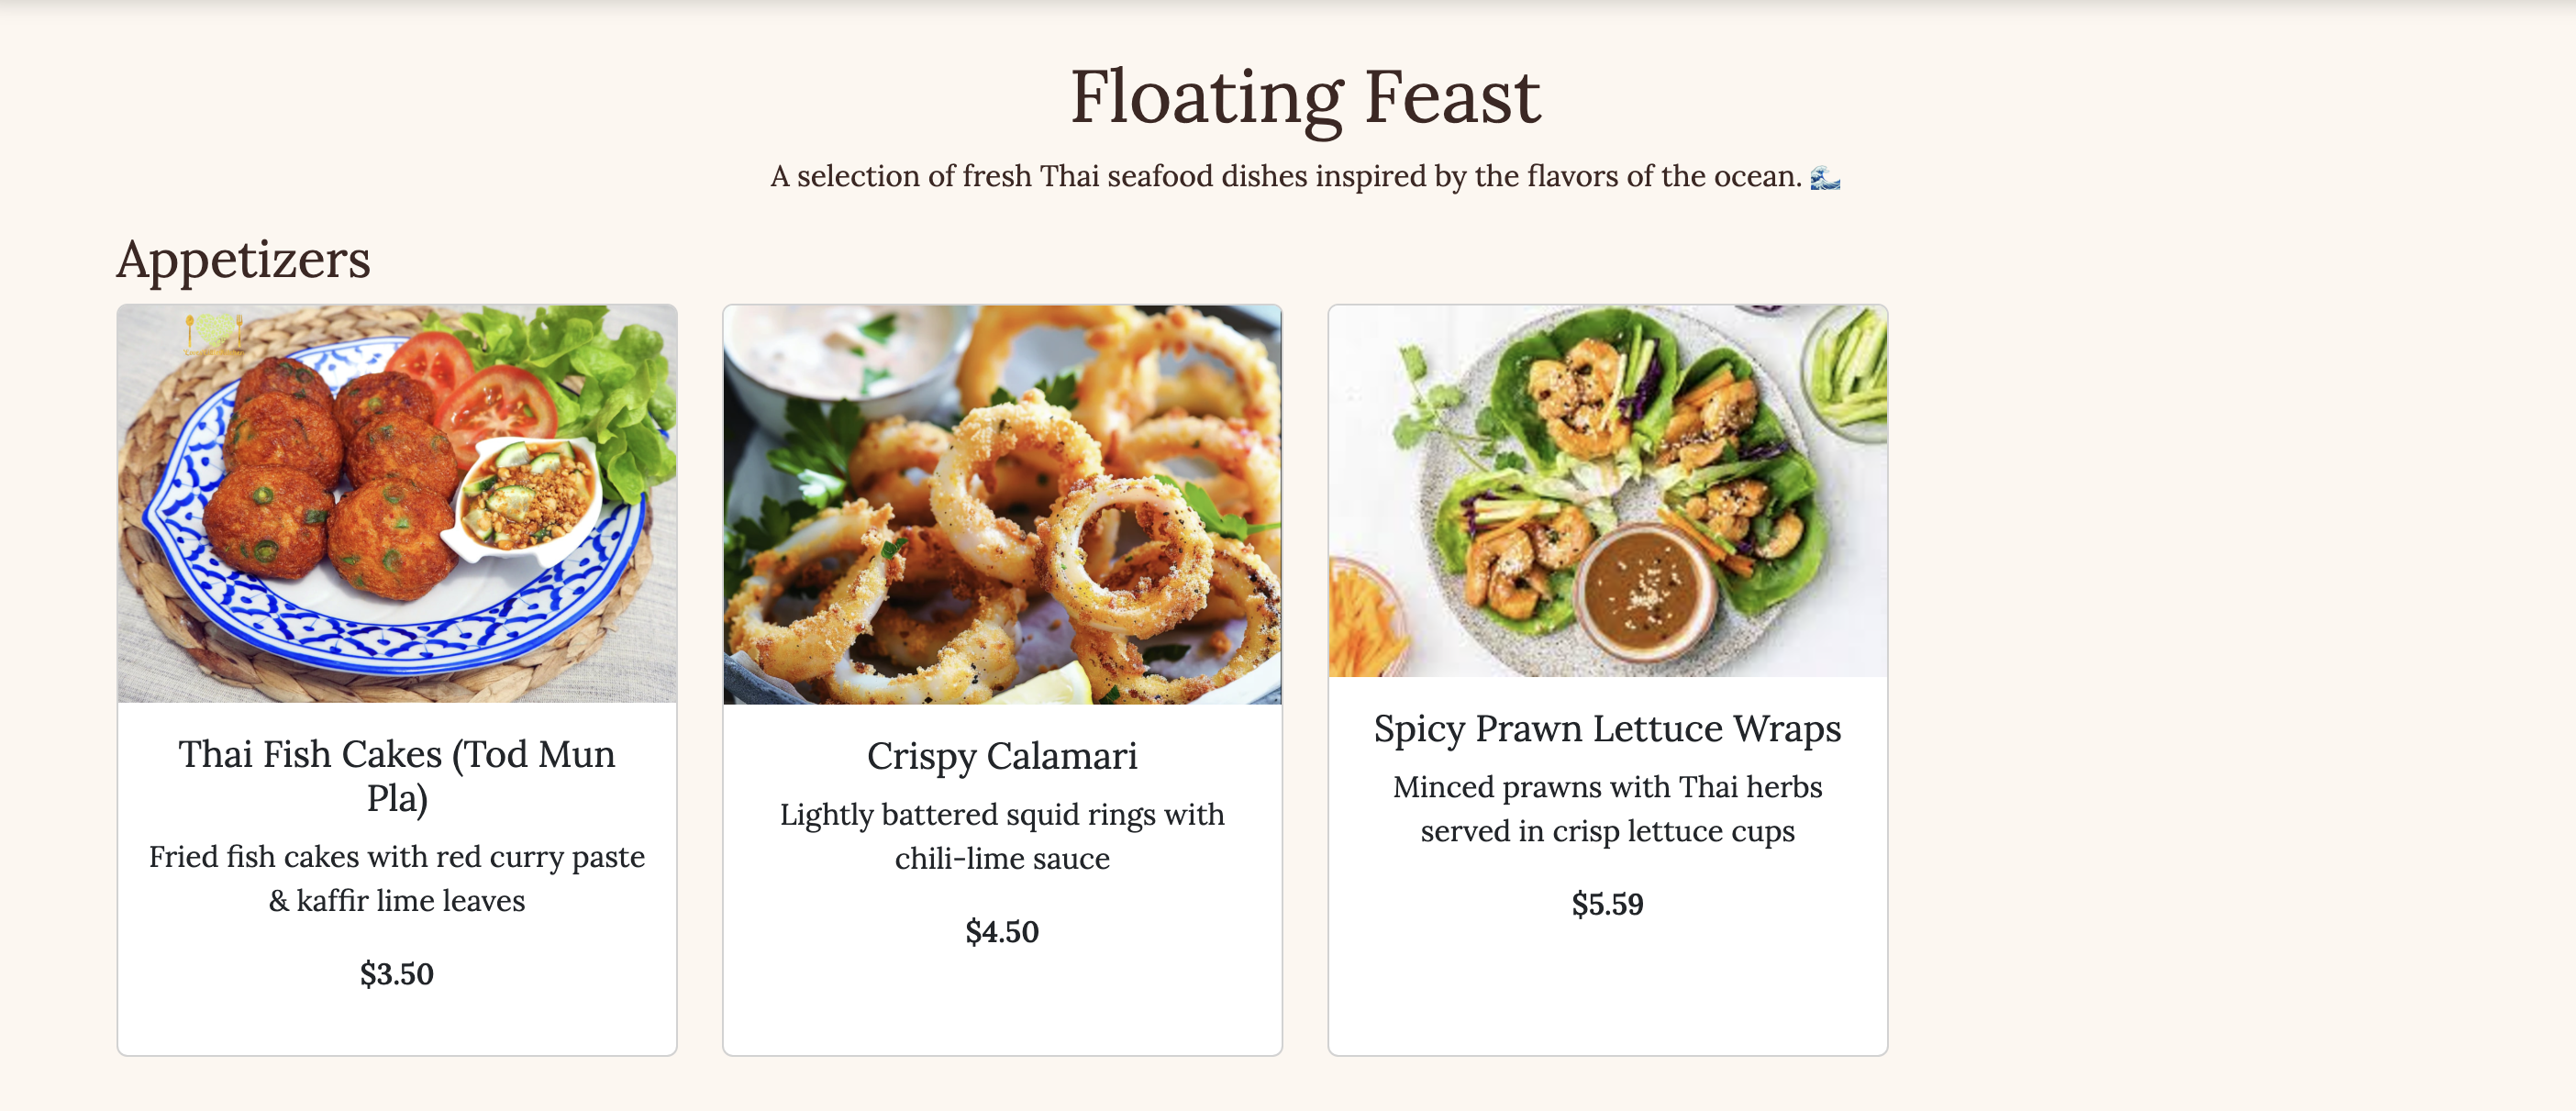 Floating Feast
A selection of fresh Thai seafood dishes inspired by the flavors of the ocean. 🌊
Appetizers
Thai Fish Cakes (Tod Mun
Pla)
Fried fish cakes with red curry paste
& kaffir lime leaves
$3.50
Crispy Calamari
Lightly battered squid rings with
chili-lime sauce
$4.50
Spicy Prawn Lettuce Wraps
Minced prawns with Thai herbs
served in crisp lettuce cups
$5.59